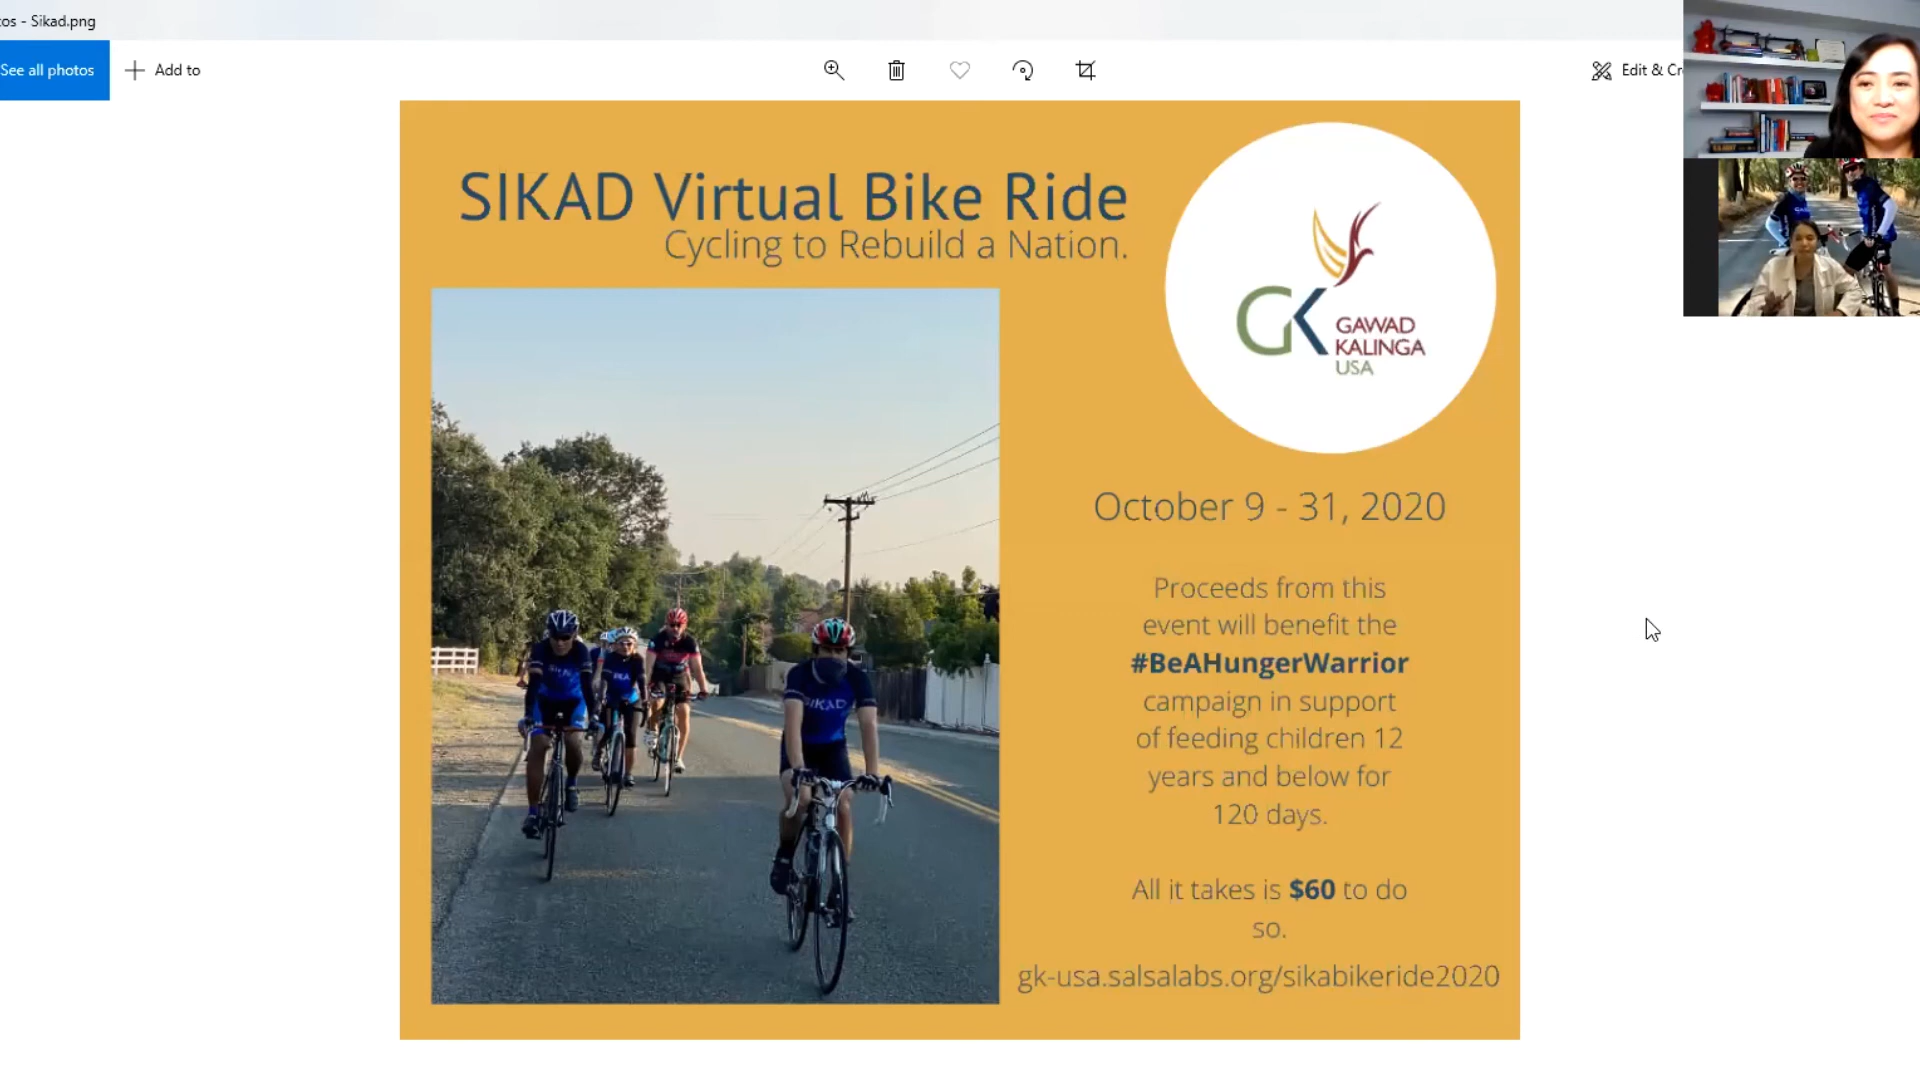 os - Sikad.png
See all photos
Add to
Edit & Cr
SIKAD Virtual Bike Ride
Cycling to Rebuild a Nation.
GK
GAWAD
KALINGA
USA
October 9 - 31, 2020
Proceeds from this
event will benefit the
#BeAHungerWarrior
campaign in support
of feeding children 12
years and below for
120 days.
All it takes is $60 to do
so.
gk-usa.salsalabs.org/sikabikeride2020
SIKAD